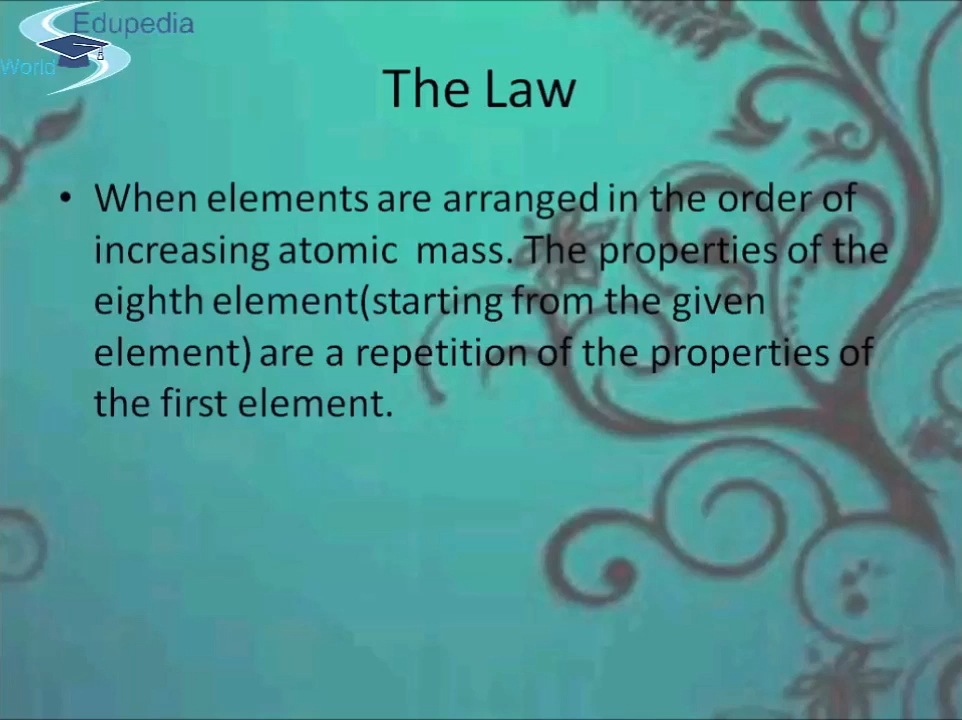 Edupedia
World
The Law
• When elements are arranged in the order of
increasing atomic  mass. The properties of the
eighth element(starting from the given
element) are a repetition of the properties of
the first element.